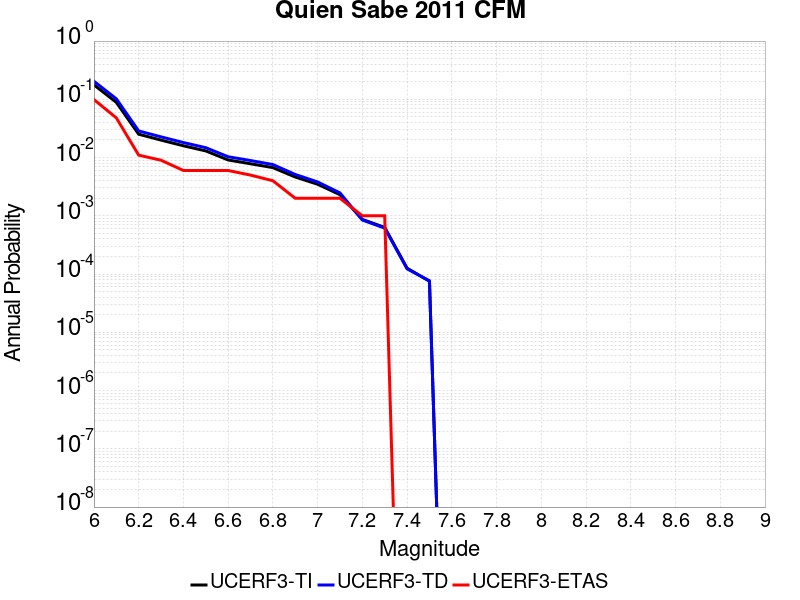 Quien Sabe 2011 CFM
10^0
10^-1
10^-2
10^-3
10^-4
10^-5
10^-6
10^-7
10^-8
Annual Probability
6 6.2 6.4 6.6 6.8 7 7.2 7.4 7.6 7.8 8 8.2 8.4 8.6 8.8 9
Magnitude
UCERF3-TI UCERF3-TD UCERF3-ETAS